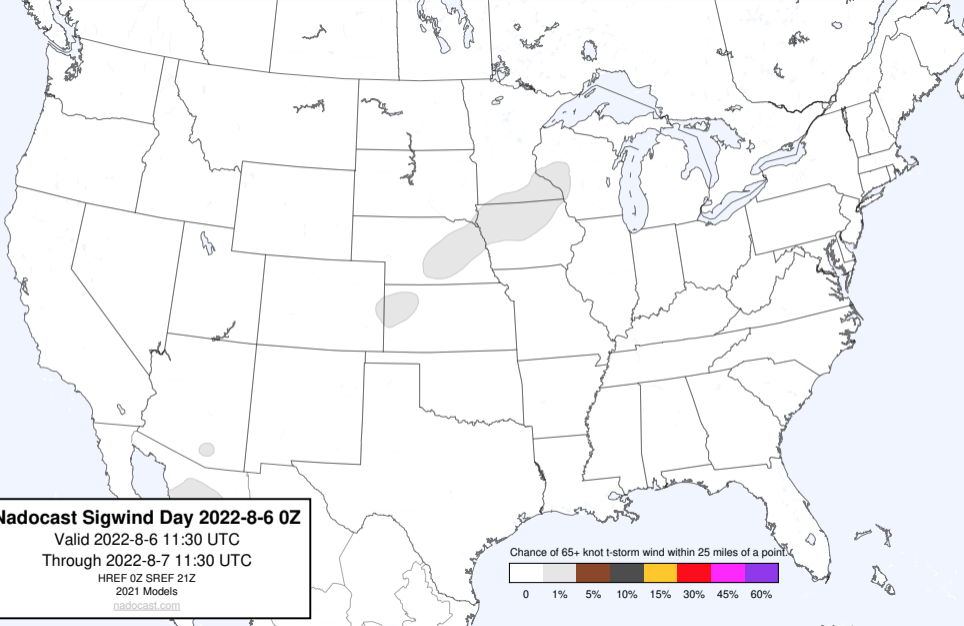 Nadocast Sigwind Day 2022-8-6 0Z
Valid 2022-8-6 11:30 UTC
Through 2022-8-7 11:30 UTC
HREF 0Z SREF 21Z
2021 Models
nadocast.com
Chance of 65+ knot t-storm wind within 25 miles of a point.
0 1% 5% 10% 15% 30% 45% 60%